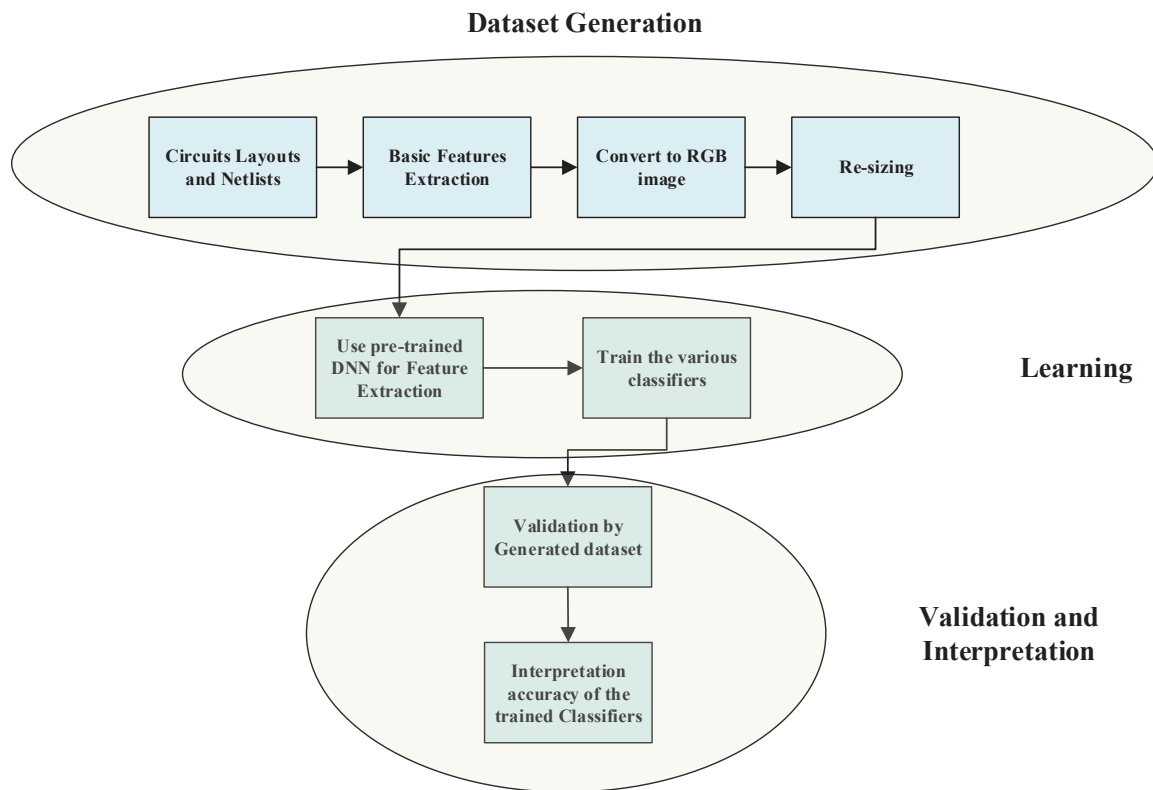 Dataset Generation
Circuits Layouts
and Netlists
Basic Features
Extraction
Convert to RGB
image
Re-sizing
Use pre-trained
DNN for Feature
Extraction
Train the various
classifiers
Learning
Validation by
Generated dataset
Validation and
Interpretation
Interpretation
accuracy of the
trained Classifiers